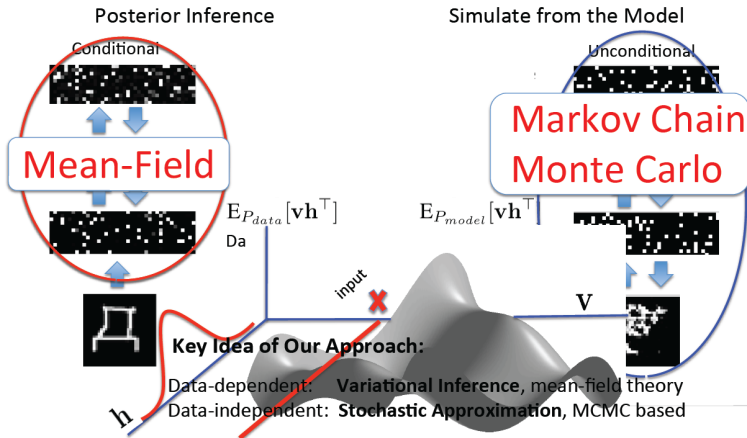 Posterior Inference
Simulate from the Model
Conditional
Unconditional
Mean-Field
Markov Chain
Monte Carlo
E_{P_{data}}[vh^⊤]
E_{P_{model}}[vh^⊤]
Da
input
v
Key Idea of Our Approach:
Data-dependent: Variational Inference, mean-field theory
h
Data-independent: Stochastic Approximation, MCMC based